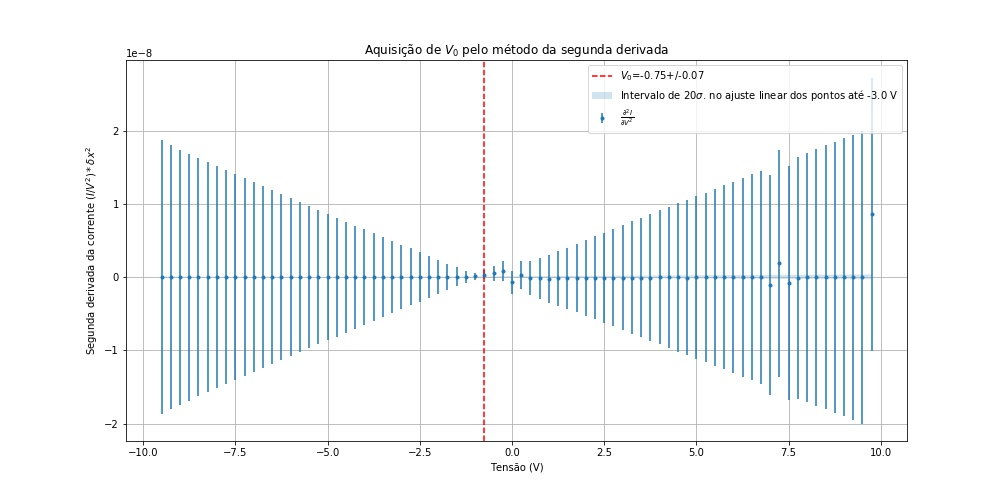 Aquisição de V₀ pelo método da segunda derivada
1e−8
V₀=-0.75+/-0.07
Intervalo de 20σ. no ajuste linear dos pontos até -3.0 V
∂²I/∂V²
Segunda derivada da corrente (I/V²)*δx²
2
1
0
−1
−2
−10.0 −7.5 −5.0 −2.5 0.0 2.5 5.0 7.5 10.0
Tensão (V)